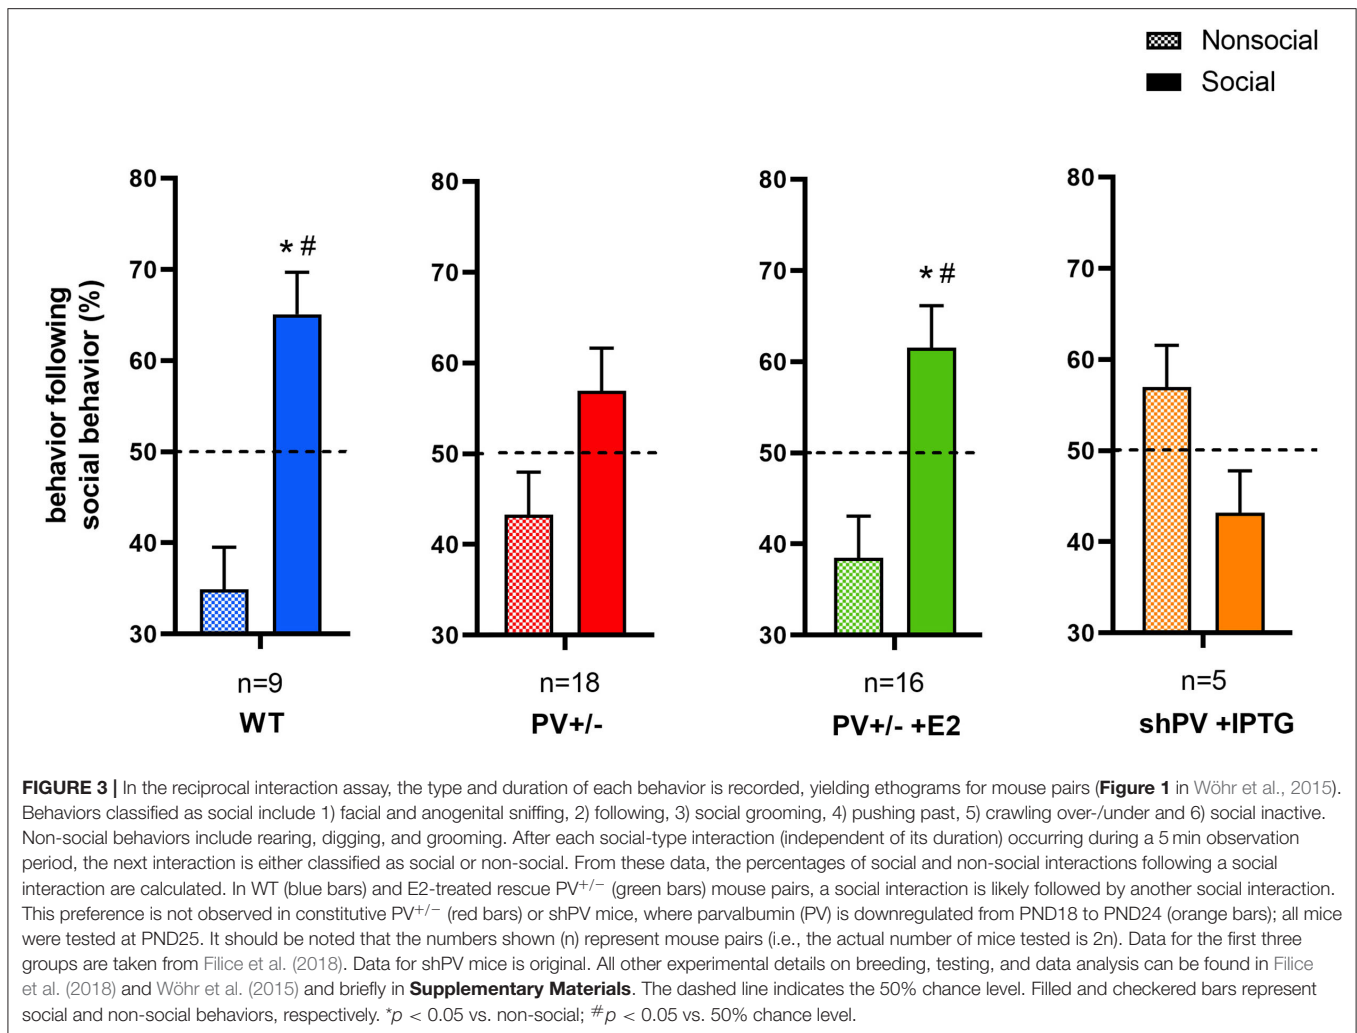 Nonsocial
Social
behavior following
social behavior (%)
80
70
60
50
40
30
* #
n=9
WT
80
70
60
50
40
30
n=18
PV+/-
80
70
60
50
40
30
* #
n=16
PV+/- +E2
80
70
60
50
40
30
n=5
shPV +IPTG
FIGURE 3 | In the reciprocal interaction assay, the type and duration of each behavior is recorded, yielding ethograms for mouse pairs (Figure 1 in Wöhr et al., 2015).
Behaviors classified as social include 1) facial and anogenital sniffing, 2) following, 3) social grooming, 4) pushing past, 5) crawling over-/under and 6) social inactive.
Non-social behaviors include rearing, digging, and grooming. After each social-type interaction (independent of its duration) occurring during a 5 min observation
period, the next interaction is either classified as social or non-social. From these data, the percentages of social and non-social interactions following a social
interaction are calculated. In WT (blue bars) and E2-treated rescue PV+/− (green bars) mouse pairs, a social interaction is likely followed by another social interaction.
This preference is not observed in constitutive PV+/− (red bars) or shPV mice, where parvalbumin (PV) is downregulated from PND18 to PND24 (orange bars); all mice
were tested at PND25. It should be noted that the numbers shown (n) represent mouse pairs (i.e., the actual number of mice tested is 2n). Data for the first three
groups are taken from Filice et al. (2018). Data for shPV mice is original. All other experimental details on breeding, testing, and data analysis can be found in Filice
et al. (2018) and Wöhr et al. (2015) and briefly in Supplementary Materials. The dashed line indicates the 50% chance level. Filled and checkered bars represent
social and non-social behaviors, respectively. *p < 0.05 vs. non-social; #p < 0.05 vs. 50% chance level.